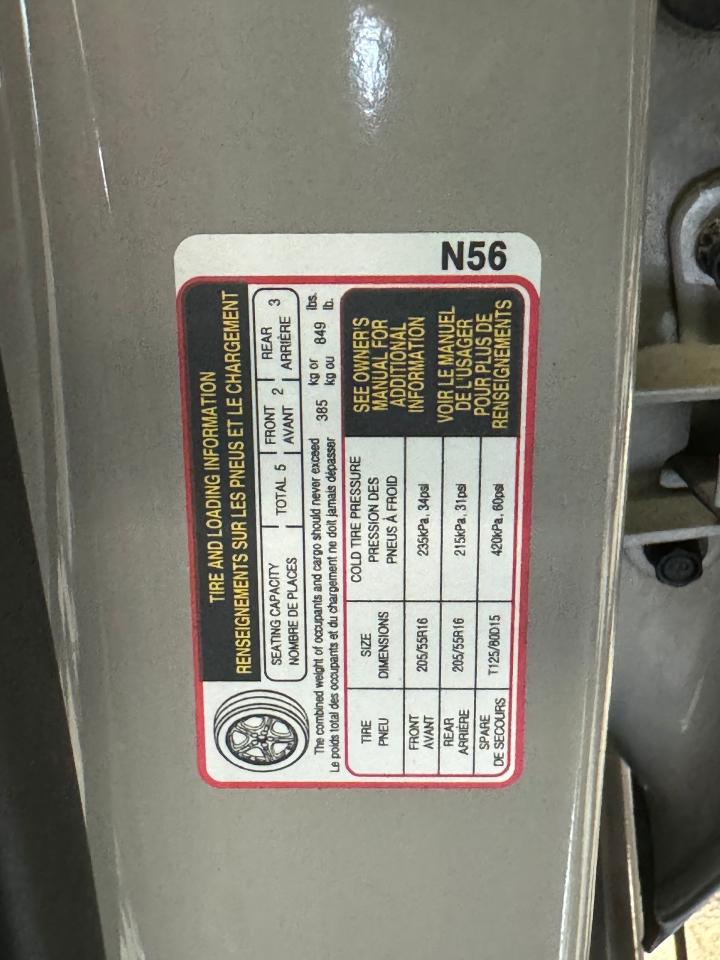 TIRE AND LOADING INFORMATION
RENSEIGNEMENTS SUR LES PNEUS ET LE CHARGEMENT
SEATING CAPACITY
NOMBRE DE PLACES
TOTAL 5
FRONT
AVANT
2
REAR
ARRIÈRE
3
The combined weight of occupants and cargo should never exceed 385 kg or 849 lbs.
Le poids total des occupants et du chargement ne doit jamais dépasser kg ou lb.
TIRE
PNEU
SIZE
DIMENSIONS
COLD TIRE PRESSURE
PRESSION DES
PNEUS À FROID
FRONT
AVANT
205/55R16
235kPa, 34psi
REAR
ARRIÈRE
205/55R16
215kPa, 31psi
SPARE
DE SECOURS
T125/80D15
420kPa, 60psi
SEE OWNER'S
MANUAL FOR
ADDITIONAL
INFORMATION
VOIR LE MANUEL
DE L'USAGER
POUR PLUS DE
RENSEIGNEMENTS
N56